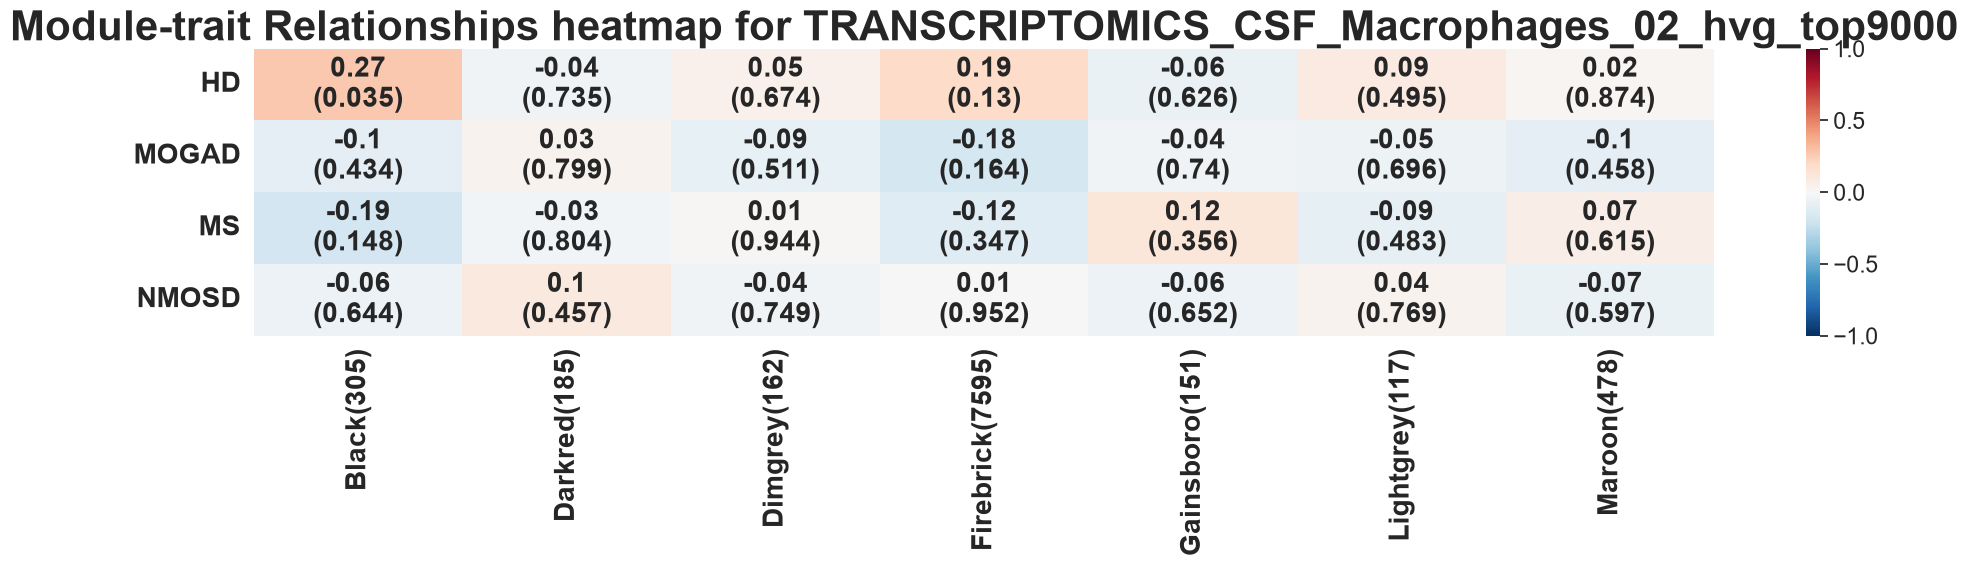 Module-trait Relationships heatmap for TRANSCRIPTOMICS_CSF_Macrophages_02_hvg_top9000
HD
0.27 -0.04 0.05 0.19 -0.06 0.09 0.02
(0.035) (0.735) (0.674) (0.13) (0.626) (0.495) (0.874)
MOGAD
-0.1 0.03 -0.09 -0.18 -0.04 -0.05 -0.1
(0.434) (0.799) (0.511) (0.164) (0.74) (0.696) (0.458)
MS
-0.19 -0.03 0.01 -0.12 0.12 -0.09 0.07
(0.148) (0.804) (0.944) (0.347) (0.356) (0.483) (0.615)
NMOSD
-0.06 0.1 -0.04 0.01 -0.06 0.04 -0.07
(0.644) (0.457) (0.749) (0.952) (0.652) (0.769) (0.597)
Black(305)
Darkred(185)
Dimgrey(162)
Firebrick(7595)
Gainsboro(151)
Lightgrey(117)
Maroon(478)
1.0
0.5
0.0
−0.5
−1.0